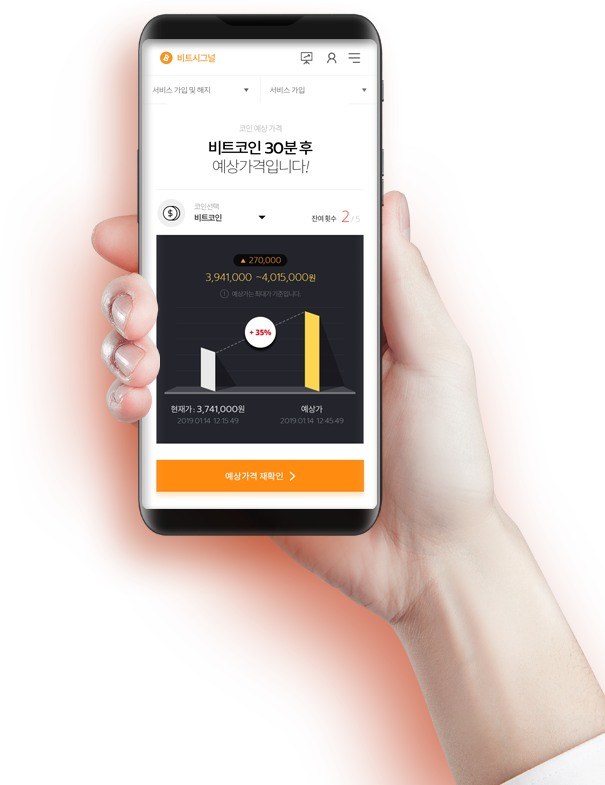 비트시그널
서비스 가입 및 해지
서비스 가입
코인 예상 가격
비트코인 30분 후
예상가격입니다!
코인선택
비트코인
잔여 횟수 2 / 5
▲ 270,000
3,941,000 ~4,015,000원
! 예상가는 최대가 기준입니다.
+ 35%
현재가 : 3,741,000원
예상가
2019.01.14 12:15:49
2019.01.14 12:45:49
예상가격 재확인 >